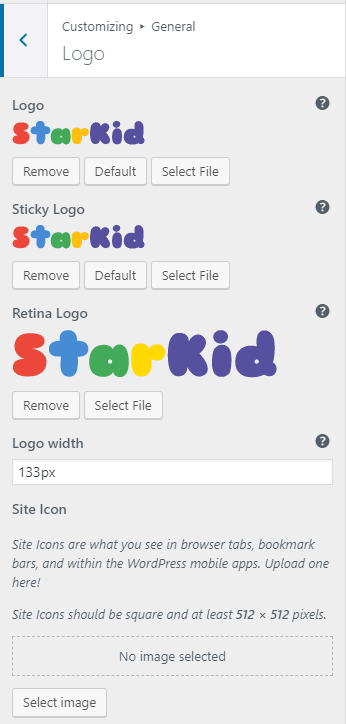 Customizing ▸ General
Logo
Logo
StarKid
Remove Default Select File
Sticky Logo
StarKid
Remove Default Select File
Retina Logo
StarKid
Remove Select File
Logo width
133px
Site Icon
Site Icons are what you see in browser tabs, bookmark
bars, and within the WordPress mobile apps. Upload one
here!
Site Icons should be square and at least 512 × 512 pixels.
No image selected
Select image